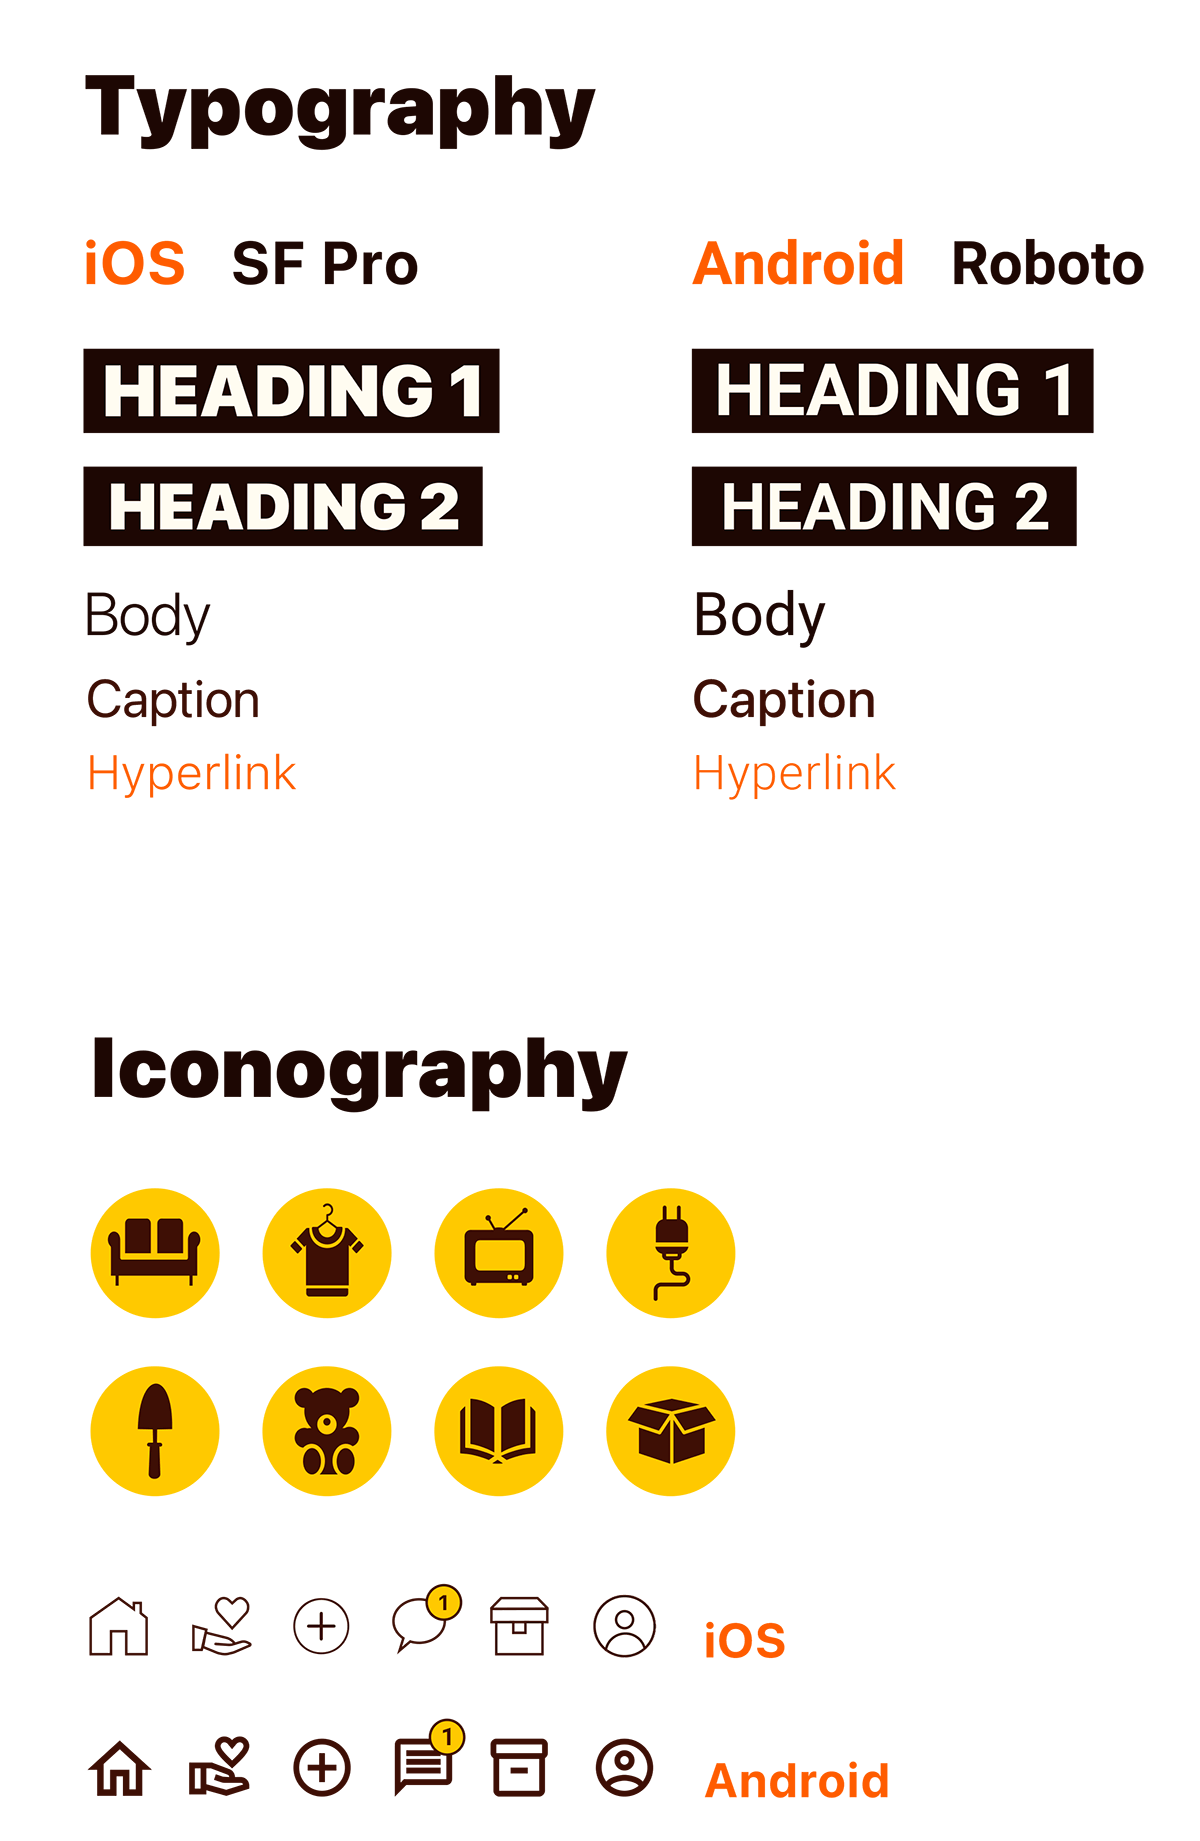 Typography
iOS SF Pro
HEADING 1
HEADING 2
Body
Caption
Hyperlink
Android Roboto
HEADING 1
HEADING 2
Body
Caption
Hyperlink
Iconography
1
iOS
1
Android